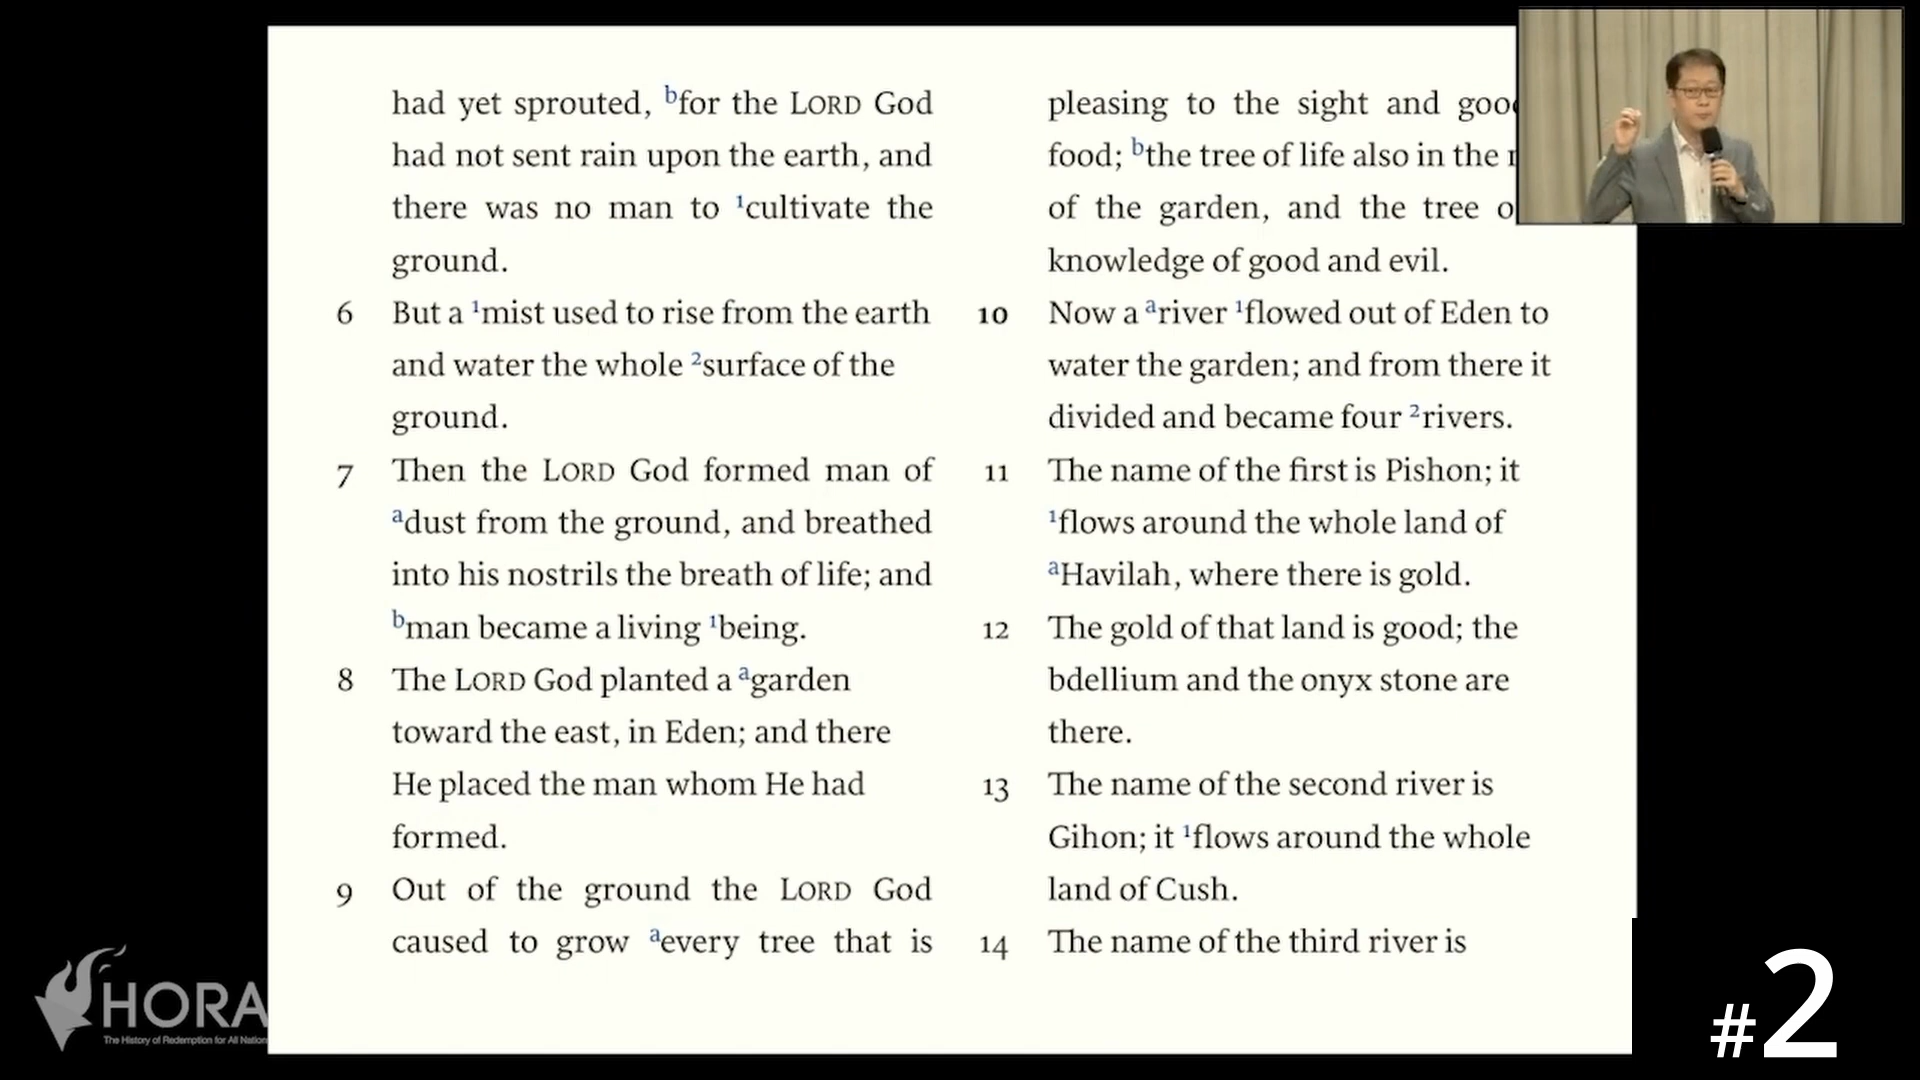 had yet sprouted, bfor the LORD God
had not sent rain upon the earth, and
there was no man to 1cultivate the
ground.
6 But a 1mist used to rise from the earth
and water the whole 2surface of the
ground.
7 Then the LORD God formed man of
adust from the ground, and breathed
into his nostrils the breath of life; and
bman became a living 1being.
8 The LORD God planted a agarden
toward the east, in Eden; and there
He placed the man whom He had
formed.
9 Out of the ground the LORD God
caused to grow aevery tree that is
pleasing to the sight and
food; bthe tree of life also in the
of the garden, and the tree
knowledge of good and evil.
10 Now a ariver 1flowed out of Eden to
water the garden; and from there it
divided and became four 2rivers.
11 The name of the first is Pishon; it
1flows around the whole land of
aHavilah, where there is gold.
12 The gold of that land is good; the
bdellium and the onyx stone are
there.
13 The name of the second river is
Gihon; it 1flows around the whole
land of Cush.
14 The name of the third river is
HORA
The History of Redemption for All Nation
#2